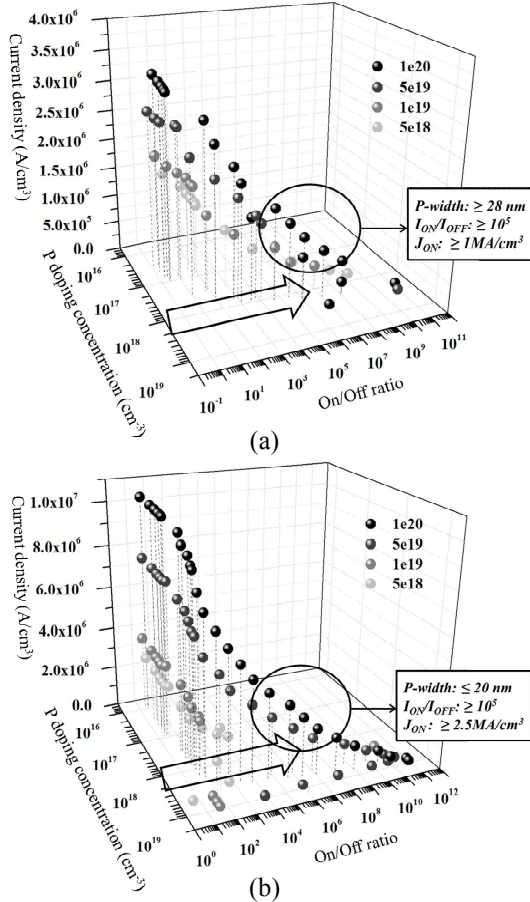 4.0x10⁶
3.5x10⁶
3.0x10⁶
2.5x10⁶
2.0x10⁶
1.5x10⁶
1.0x10⁶
5.0x10⁵
0.0
Current density (A/cm³)
1e20
5e19
1e19
5e18
P-width: ≥ 28 nm
I_ON/I_OFF: ≥ 10⁵
J_ON: ≥ 1MA/cm³
10¹⁶
10¹⁷
10¹⁸
10¹⁹
P doping concentration (cm⁻³)
10⁻¹
10¹
10³
10⁵
10⁷
10⁹
10¹¹
On/Off ratio
(a)
1.0x10⁷
8.0x10⁶
6.0x10⁶
4.0x10⁶
2.0x10⁶
0.0
Current density (A/cm³)
1e20
5e19
1e19
5e18
P-width: ≤ 20 nm
I_ON/I_OFF: ≥ 10⁵
J_ON: ≥ 2.5MA/cm³
10¹⁶
10¹⁷
10¹⁸
10¹⁹
P doping concentration (cm⁻³)
10⁰
10²
10⁴
10⁶
10⁸
10¹⁰
10¹²
On/Off ratio
(b)